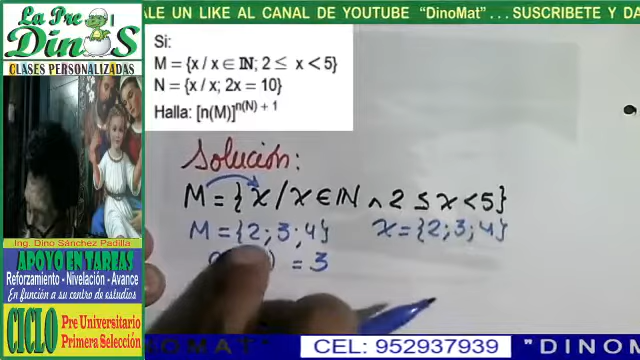 ALE UN LIKE AL CANAL DE YOUTUBE "DinoMat"... SUSCRIBETE Y DA
La Pre
DinoS
CLASES PERSONALIZADAS
Si:
M = {x / x ∈ ℕ; 2 ≤ x < 5}
N = {x / x; 2x = 10}
Halla: [n(M)]ⁿ⁽ᴺ⁾ ⁺ ¹
Solución:
M = {x / x ∈ ℕ ∧ 2 ≤ x < 5}
M = {2; 3; 4} x = {2; 3; 4}
= 3
Ing. Dino Sánchez Padilla
APOYO EN TAREAS
Reforzamiento - Nivelación - Avance
En función a su centro de estudios
CICLO Pre Universitario
Primera Selección
INOMAT" CEL: 952937939 "DINOM